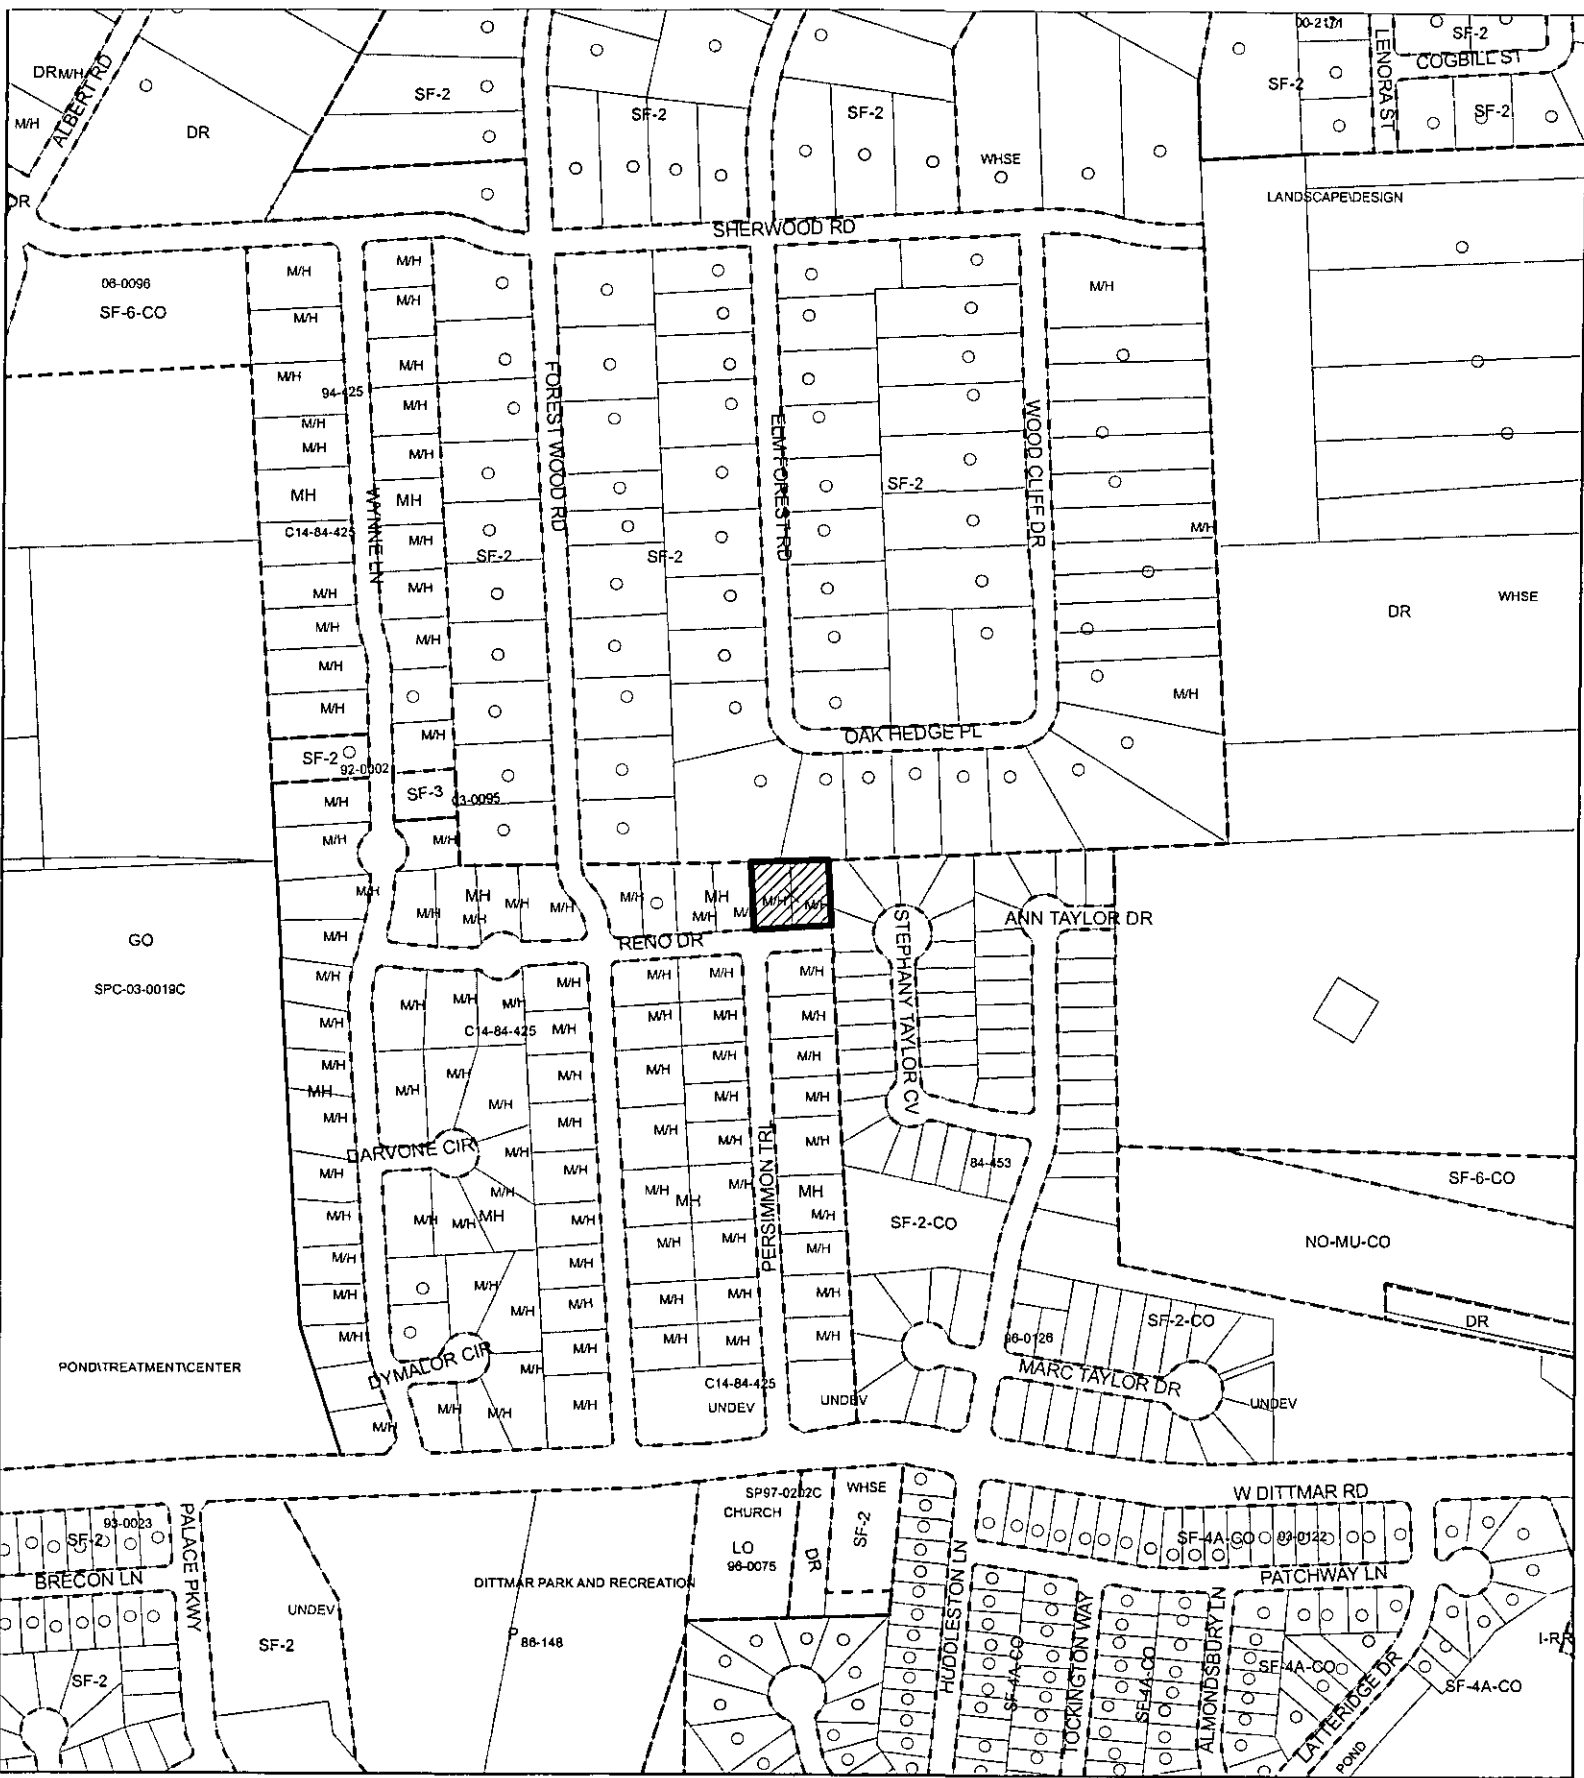 00-2171
SF-2
LENORA ST
COGBILL ST
DR
M/H
ALBERT RD
M/H
DR
SF-2
SF-2
SF-2
SF-2
SF-2
WHSE
DR
LANDSCAPE\DESIGN
SHERWOOD RD
06-0096
SF-6-CO
M/H
M/H
M/H
M/H
M/H
M/H
M/H
94-425
M/H
M/H
M/H
M/H
MH
MH
WYNNE LN
C14-84-425
M/H
FOREST WOOD RD
ELM FOREST RD
WOOD CLIFF DR
SF-2
SF-2
SF-2
M/H
M/H
M/H
M/H
M/H
M/H
M/H
M/H
DR
WHSE
M/H
M/H
OAK HEDGE PL
SF-2
92-0002
M/H
SF-3
03-0095
M/H
M/H
M/H
M/H
MH
M/H
M/H
M/H
M/H
MH
M/H
M/H
M/H
M/H
RENO DR
STEPHANY TAYLOR CV
ANN TAYLOR DR
GO
SPC-03-0019C
M/H
M/H
M/H
M/H
M/H
M/H
M/H
M/H
M/H
C14-84-425
M/H
M/H
M/H
M/H
M/H
M/H
M/H
M/H
M/H
M/H
M/H
MH
M/H
M/H
M/H
M/H
M/H
M/H
M/H
DARVONE CIR
M/H
PERSIMMON TRL
84-453
M/H
M/H
M/H
M/H
MH
M/H
MH
M/H
MH
M/H
M/H
M/H
M/H
M/H
M/H
SF-2-CO
SF-6-CO
NO-MU-CO
M/H
M/H
M/H
M/H
M/H
M/H
M/H
M/H
M/H
M/H
M/H
M/H
M/H
M/H
DYMALOR CIR
M/H
SF-2-CO
96-0126
DR
MARC TAYLOR DR
POND\TREATMENT\CENTER
C14-84-425
UNDEV
UNDEV
UNDEV
M/H
M/H
M/H
M/H
W DITTMAR RD
SP97-0202C
CHURCH
LO
96-0075
DR
WHSE
SF-2
93-0023
SF-2
PALACE PKWY
BRECON LN
UNDEV
SF-2
SF-2
DITTMAR PARK AND RECREATION
P
86-148
HUDDLESTON LN
SF-4A-CO
93-0122
PATCHWAY LN
SF-4A-CO
TOCKINGTON WAY
SF-4A-CO
ALMONDSBURY LN
SF-4A-CO
LATTERIDGE DR
SF-4A-CO
POND